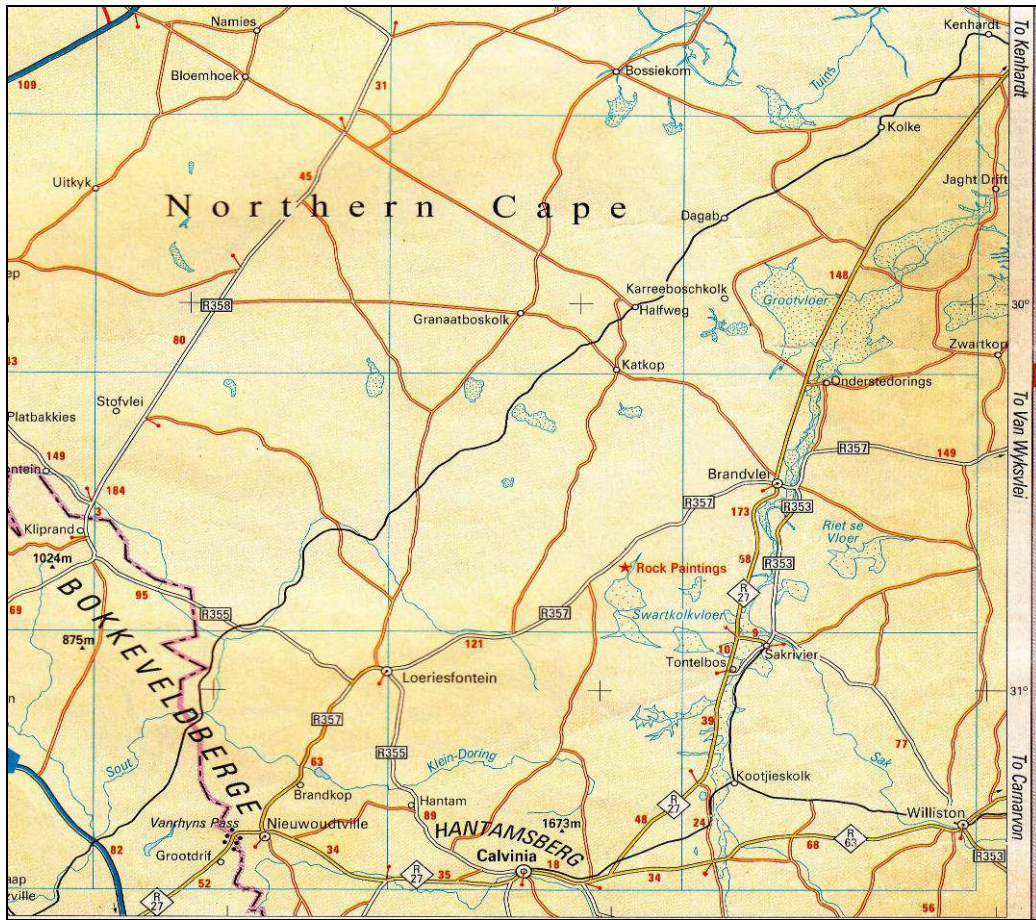 Namies
Kenhardt
To Kenhardt
Bloemhoek
31
Bossiekom
Tuins
109
Kolke
Uitkyk
45
Jaght Drift
Northern Cape
Dagab
148
Karreeboschkolk
Grootvloer
R358
Halfweg
30°
Granaatboskolk
80
Zwartkop
43
Katkop
Onderstedorings
Stofvlei
To Van Wyksvlei
Platbakkies
149
R357
149
Brandvlei
184
R357
3
173
R353
Kliprand
Riet se
Vloer
1024m
58
R353
Rock Paintings
95
R
27
69
R355
R357
Swartkolkvloer
875m
121
9
10
Sakrivier
Tontelbos
Loeriesfontein
31°
BOKKEVELDBERGE
R357
39
R355
77
Sak
To Carnarvon
Sout
63
Klein-Doring
Kootjieskolk
Brandkop
Hantam
R
27
Williston
89
1673m
48
24
Vanrhyns Pass
Nieuwoudtville
HANTAMSBERG
R
63
82
34
68
Grootdrif
Calvinia
18
R353
52
R
27
35
34
R
27
56